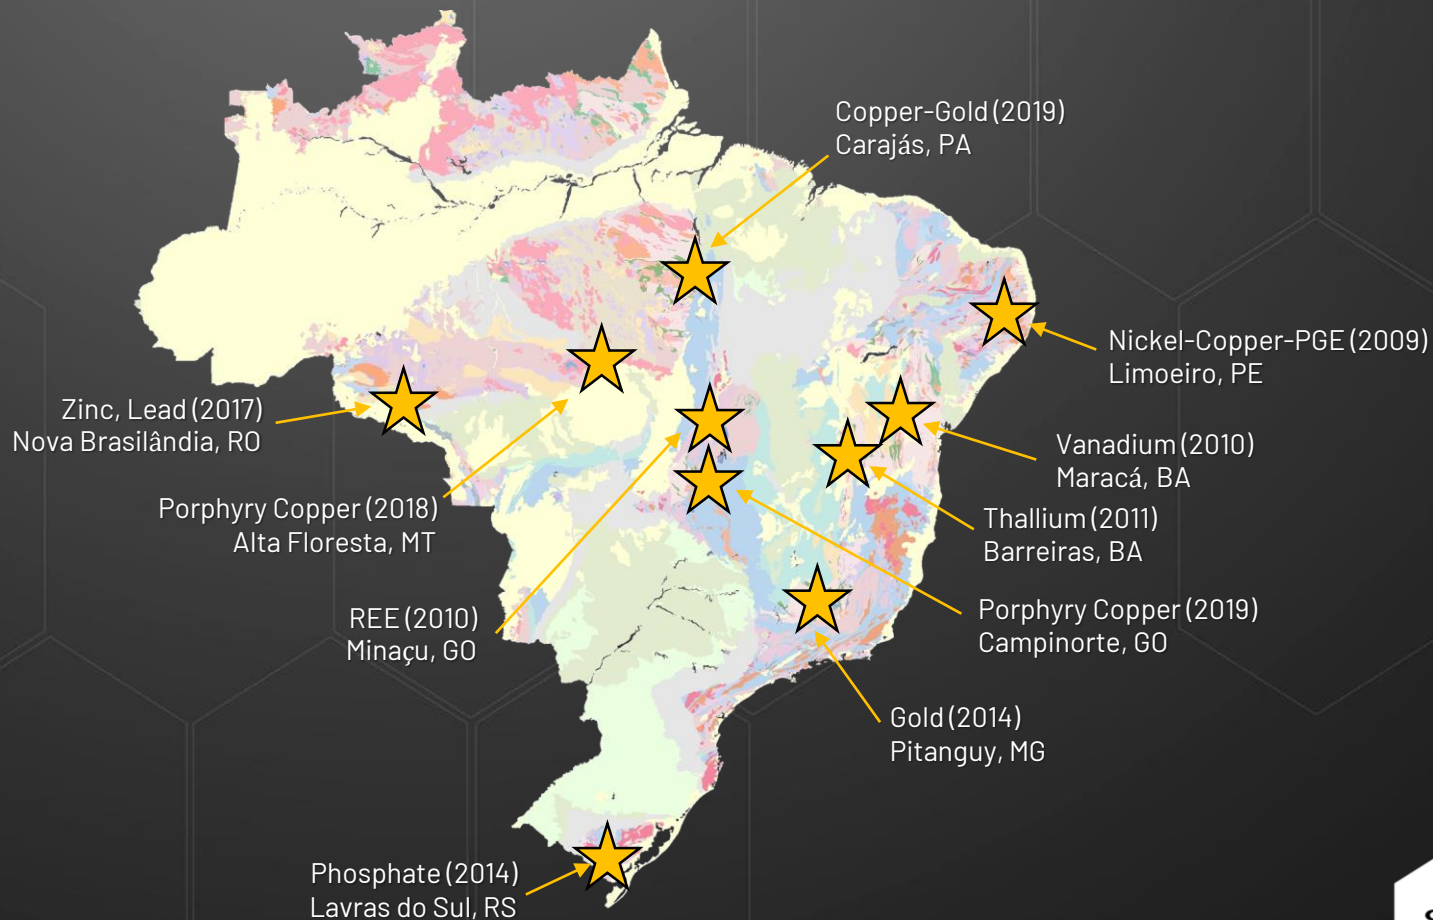 Copper-Gold (2019)
Carajás, PA
Nickel-Copper-PGE (2009)
Limoeiro, PE
Zinc, Lead (2017)
Nova Brasilândia, RO
Vanadium (2010)
Maracá, BA
Porphyry Copper (2018)
Alta Floresta, MT
Thallium (2011)
Barreiras, BA
REE (2010)
Minaçu, GO
Porphyry Copper (2019)
Campinorte, GO
Gold (2014)
Pitanguy, MG
Phosphate (2014)
Lavras do Sul, RS